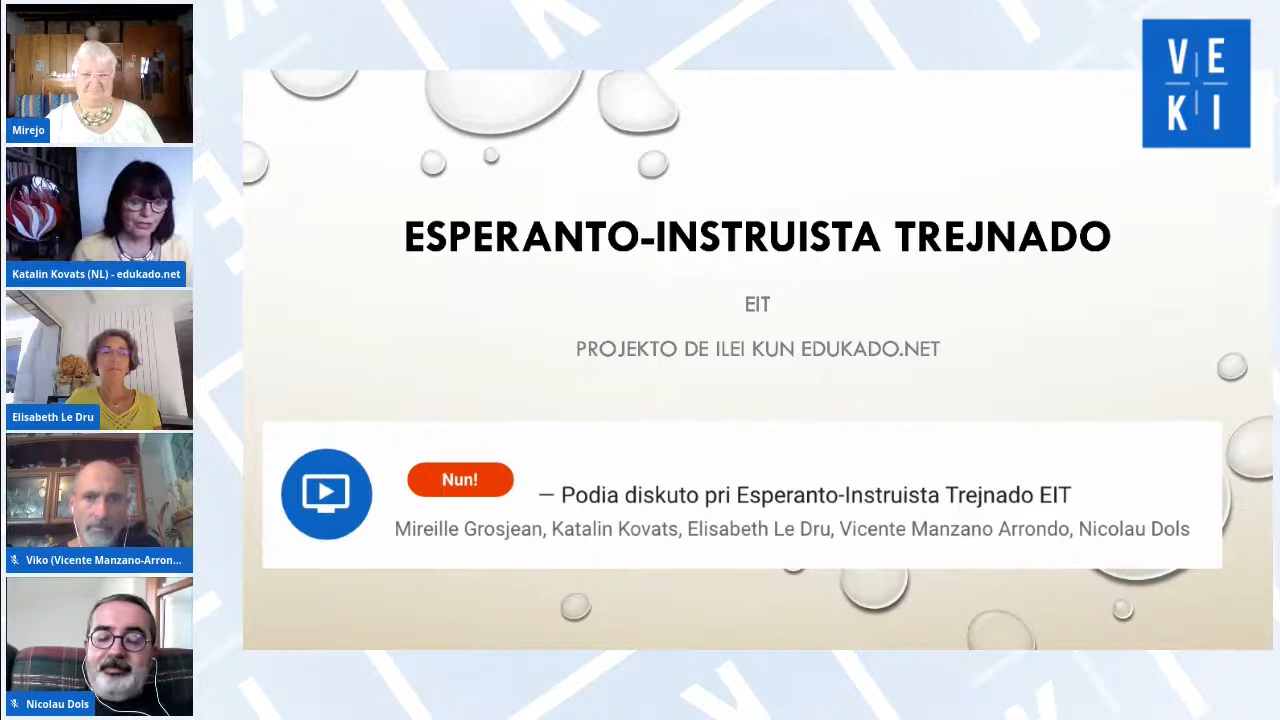 Mirejo
Katalin Kovats (NL) - edukado.net
Elisabeth Le Dru
Viko (Vicente Manzano-Arron...
Nicolau Dols
V E
K I
ESPERANTO-INSTRUISTA TREJNADO
EIT
PROJEKTO DE ILEI KUN EDUKADO.NET
Nun!
— Podia diskuto pri Esperanto-Instruista Trejnado EIT
Mireille Grosjean, Katalin Kovats, Elisabeth Le Dru, Vicente Manzano Arrondo, Nicolau Dols